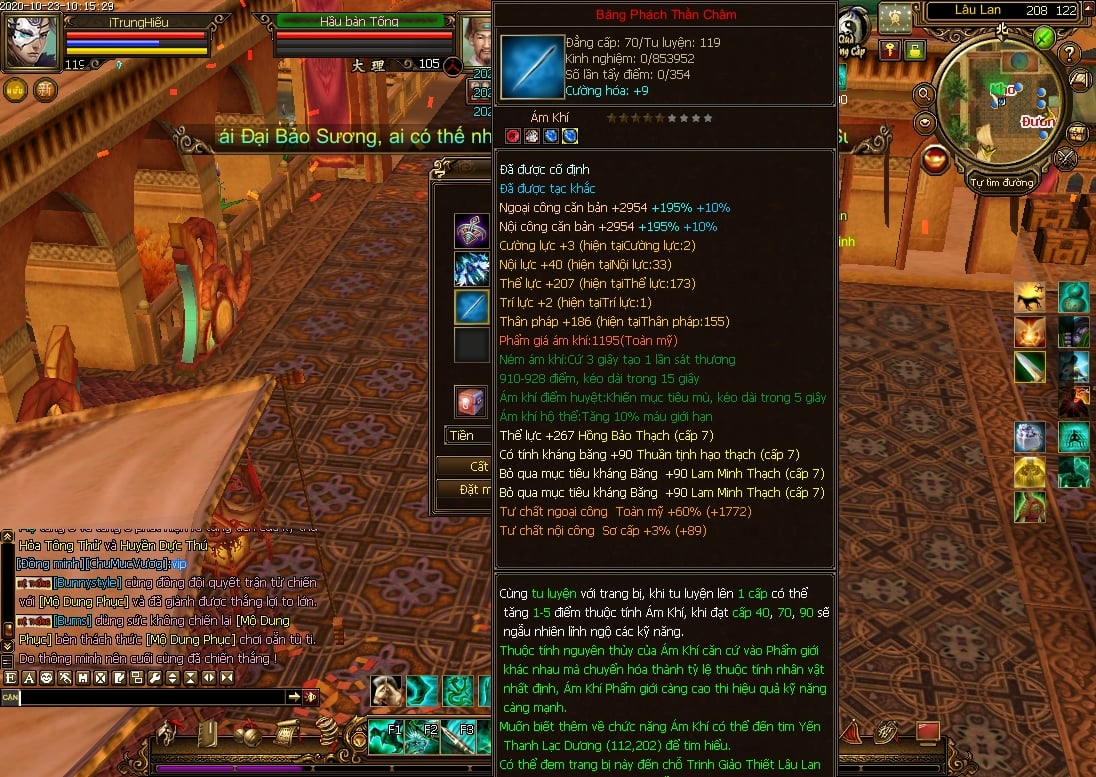 2020-10-23-10:15:29
iTrungHiếu
119
Hầu bàn Tống
大理
105
Lâu Lan 208 122
北
Tự tìm đường
ái Đại Bảo Sương, ai có thể nh
Băng Phách Thần Châm
Đẳng cấp: 70/Tu luyện: 119
Kinh nghiệm: 0/853952
Số lần tẩy điểm: 0/354
Cường hóa: +9
Ám Khí
Đã được cố định
Đã được tạc khắc
Ngoại công căn bản +2954 +195% +10%
Nội công căn bản +2954 +195% +10%
Cường lực +3 (hiện tạiCường lực:2)
Nội lực +40 (hiện tạiNội lực:33)
Thể lực +207 (hiện tạiThể lực:173)
Trí lực +2 (hiện tạiTrí lực:1)
Thân pháp +186 (hiện tạiThân pháp:155)
Phẩm giá ám khí:1195(Toàn mỹ)
Ném ám khí:Cứ 3 giây tạo 1 lần sát thương
910-928 điểm, kéo dài trong 15 giây
Ám khí điểm huyệt:Khiến mục tiêu mù, kéo dài trong 5 giây
Ám khí hộ thể:Tăng 10% máu giới hạn
Thể lực +267 Hồng Bảo Thạch (cấp 7)
Có tính kháng băng +90 Thuần tịnh hạo thạch (cấp 7)
Bỏ qua mục tiêu kháng Băng +90 Lam Minh Thạch (cấp 7)
Bỏ qua mục tiêu kháng Băng +90 Lam Minh Thạch (cấp 7)
Tư chất ngoại công Toàn mỹ +60% (+1772)
Tư chất nội công Sơ cấp +3% (+89)
Cùng tu luyện với trang bị, khi tu luyện lên 1 cấp có thể
tăng 1-5 điểm thuộc tính Ám Khí, khi đạt cấp 40, 70, 90 sẽ
ngẫu nhiên lĩnh ngộ các kỹ năng.
Thuộc tính nguyên thủy của Ám Khí căn cứ vào Phẩm giới
khác nhau mà chuyển hóa thành tỷ lệ thuộc tính nhân vật
nhất định, Ám Khí Phẩm giới càng cao thì hiệu quả kỹ năng
càng mạnh.
Muốn biết thêm về chức năng Ám Khí có thể đến tìm Yến
Thanh Lạc Dương (112,202) để tìm hiểu.
Có thể đem trang bị này đến chỗ Trinh Giảo Thiết Lâu Lan
Tiền
Cất
Đặt m
Hỏa Tông Thử và Huyền Dực Thú
[Đồng minh][ChuMucVuong]:vip
[Bunnystyle] cùng đồng đội quyết trận tử chiến
với [Mộ Dung Phục] và đã giành được thắng lợi to lớn.
[Bums] dùng sức không chiến lại [Mộ Dung
Phục] bèn thách thức [Mộ Dung Phục] chơi oẳn tù tì.
Do thông minh nên cuối cùng đã chiến thắng !
F1 F2 F3